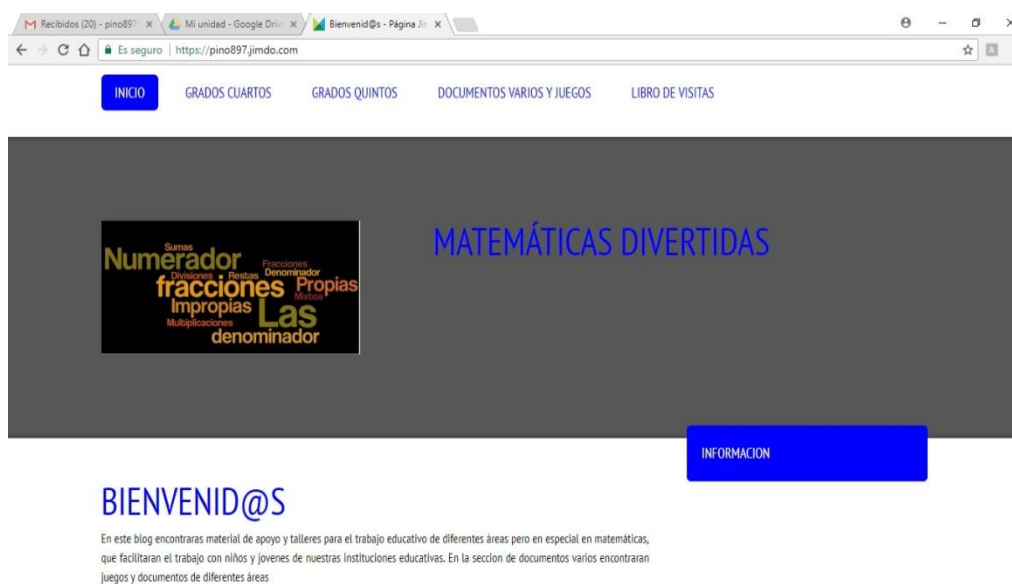 Recibidos (20) - pino897
Mi unidad - Google Driv
Bienvenid@s - Página Jin
Es seguro | https://pino897.jimdo.com
INICIO GRADOS CUARTOS GRADOS QUINTOS DOCUMENTOS VARIOS Y JUEGOS LIBRO DE VISITAS
MATEMÁTICAS DIVERTIDAS
Sumas
Numerador
Fracciones
Divisiones Restas Denominador
fracciones Propias
Mixtos
Impropias Las
Multiplicaciones
denominador
INFORMACION
BIENVENID@S
En este blog encontraras material de apoyo y talleres para el trabajo educativo de diferentes áreas pero en especial en matemáticas,
que facilitaran el trabajo con niños y jovenes de nuestras instituciones educativas. En la seccion de documentos varios encontraran
juegos y documentos de diferentes áreas